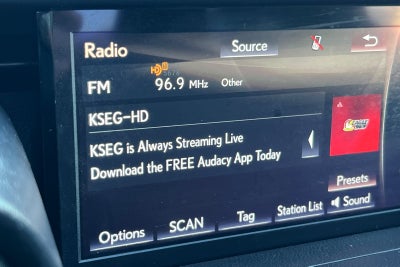 Radio
Source
FM
96.9 MHz
Other
KSEG-HD
KSEG is Always Streaming Live
Download the FREE Audacy App Today
Presets
Options
SCAN
Tag
Station List
Sound